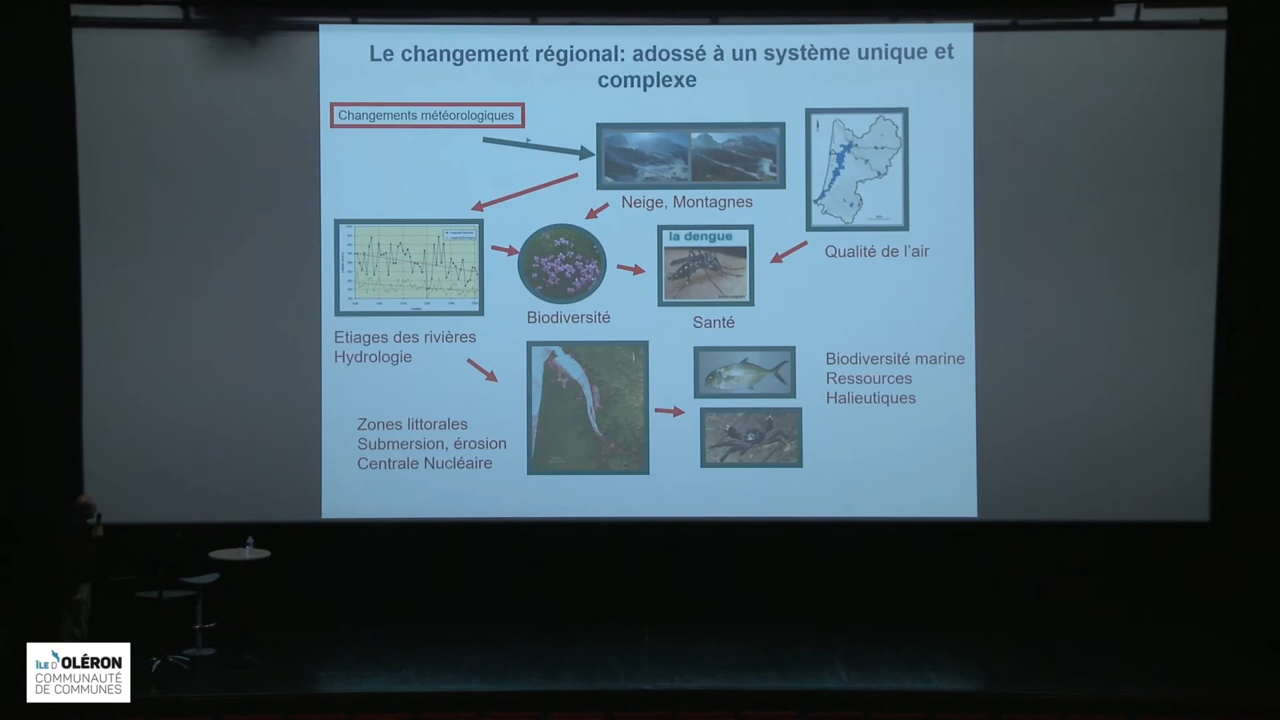 Le changement régional: adossé à un système unique et
complexe
Changements météorologiques
Neige, Montagnes
la dengue
Qualité de l'air
Biodiversité
Santé
Etiages des rivières
Hydrologie
Biodiversité marine
Ressources
Halieutiques
Zones littorales
Submersion, érosion
Centrale Nucléaire
ÎLE D'OLÉRON
COMMUNAUTÉ
DE COMMUNES